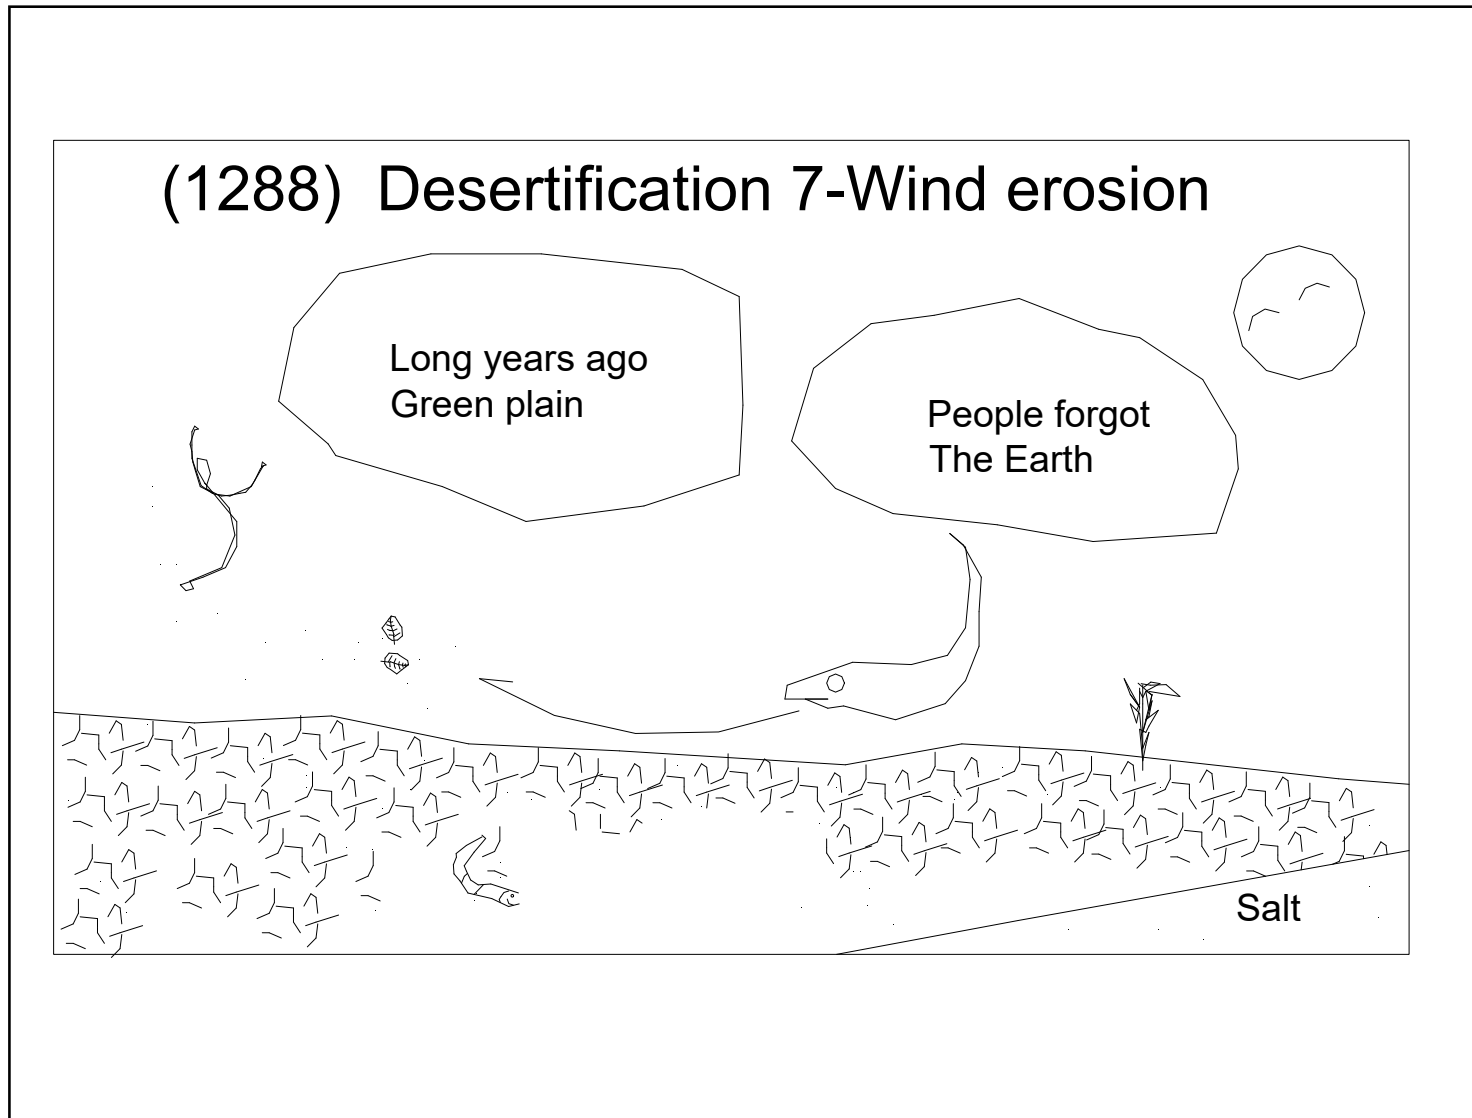 (1288) Desertification 7-Wind erosion
Long years ago
Green plain
People forgot
The Earth
Salt